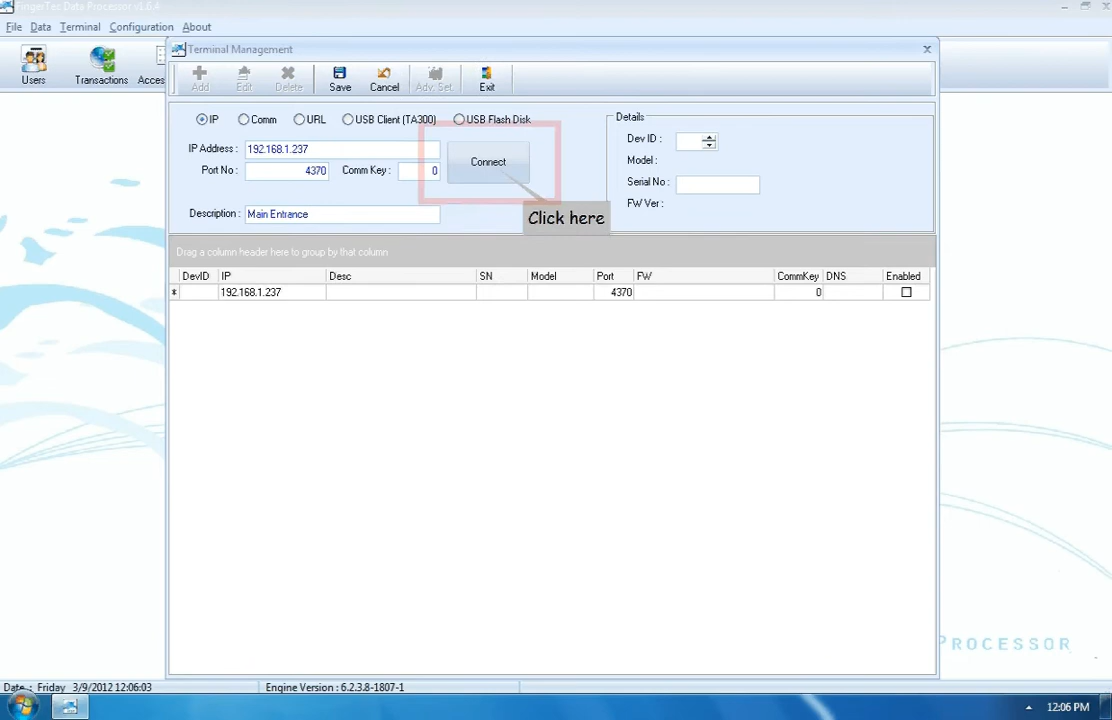 FingerTec Data Processor v1.6.4
File Data Terminal Configuration About
Terminal Management
Users Transactions Acces
Add Edit Delete Save Cancel Adv. Set. Exit
IP Comm URL USB Client (TA300) USB Flash Disk
Details
IP Address : 192.168.1.237
Port No : 4370 Comm Key : 0
Connect
Description : Main Entrance
Click here
Dev ID :
Model :
Serial No :
FW Ver :
Drag a column header here to group by that column
DevID IP Desc SN Model Port FW CommKey DNS Enabled
* 192.168.1.237 4370 0
PROCESSOR
Date : Friday 3/9/2012 12:06:03 Engine Version : 6.2.3.8-1807-1
12:06 PM